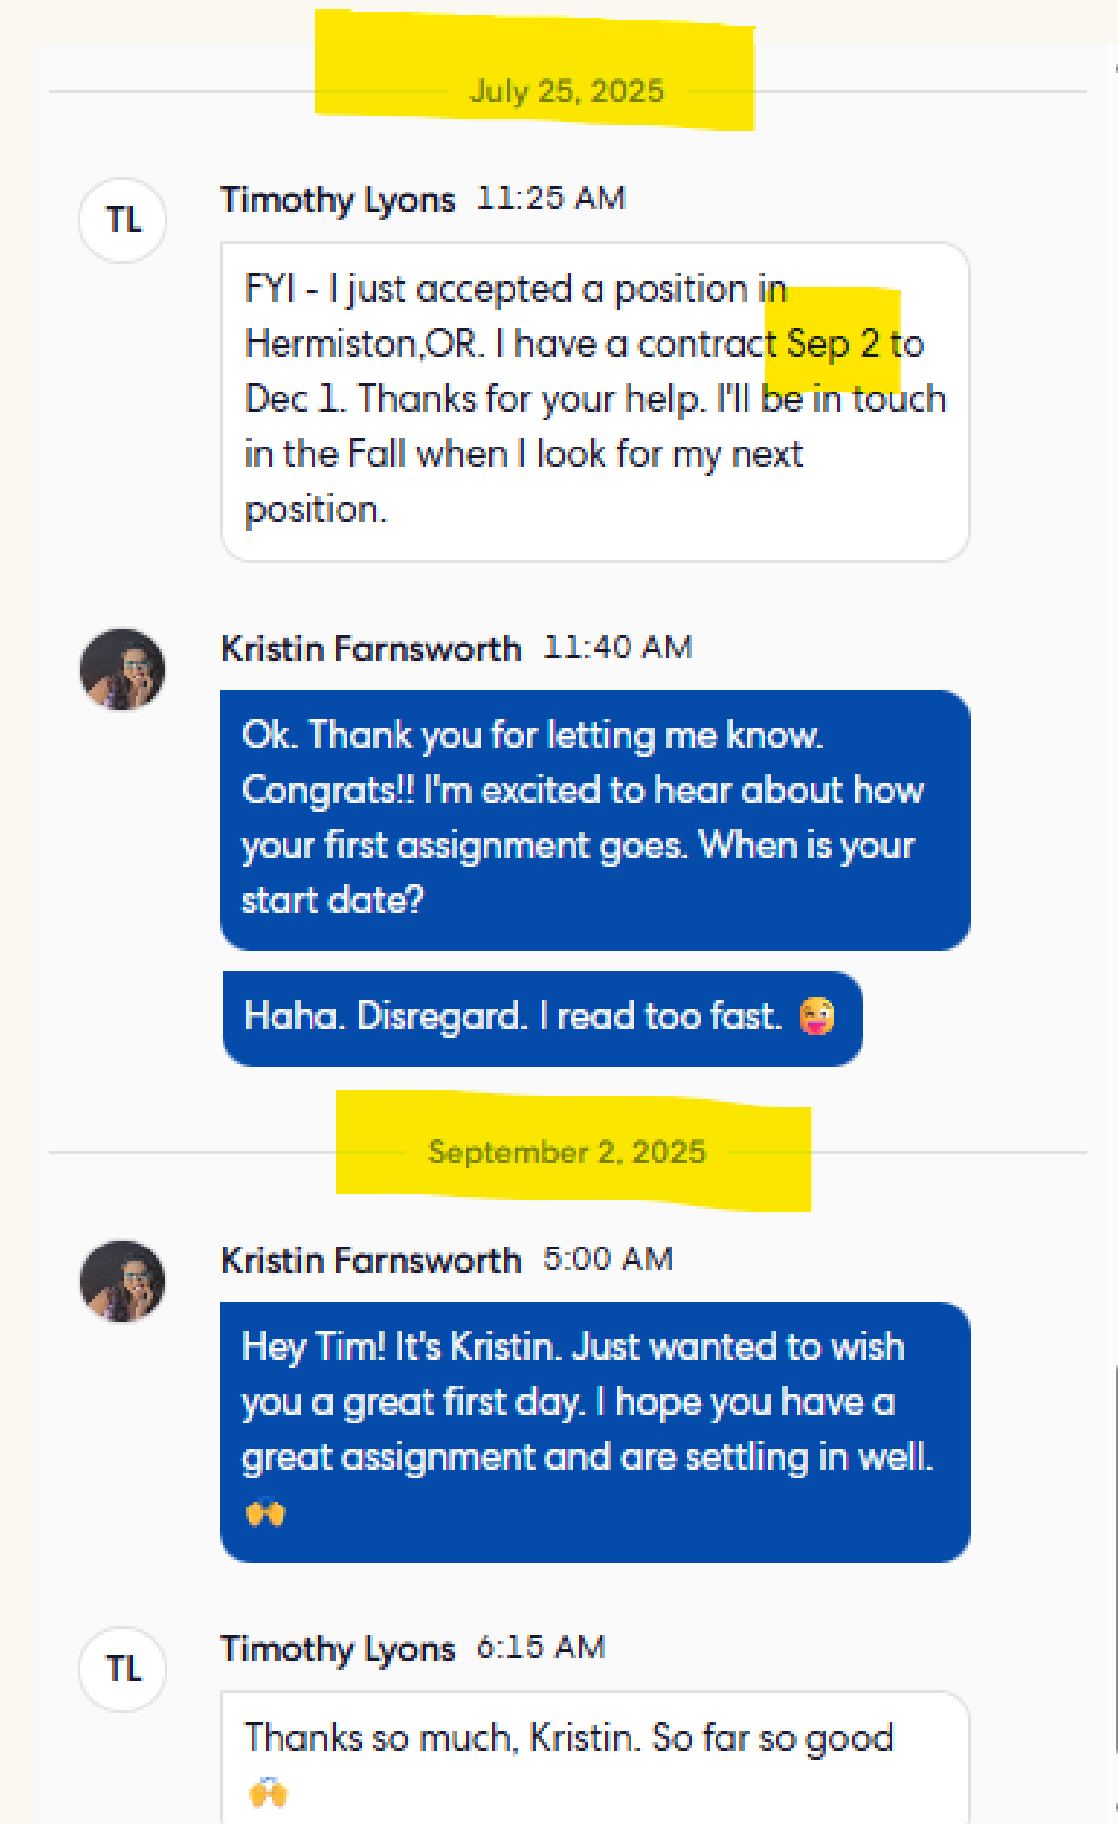 July 25, 2025
TL
Timothy Lyons 11:25 AM
FYI - I just accepted a position in
Hermiston,OR. I have a contract Sep 2 to
Dec 1. Thanks for your help. I'll be in touch
in the Fall when I look for my next
position.
Kristin Farnsworth 11:40 AM
Ok. Thank you for letting me know.
Congrats!! I'm excited to hear about how
your first assignment goes. When is your
start date?
Haha. Disregard. I read too fast. 😜
September 2, 2025
Kristin Farnsworth 5:00 AM
Hey Tim! It's Kristin. Just wanted to wish
you a great first day. I hope you have a
great assignment and are settling in well.
🙌
TL
Timothy Lyons 6:15 AM
Thanks so much, Kristin. So far so good
🙌